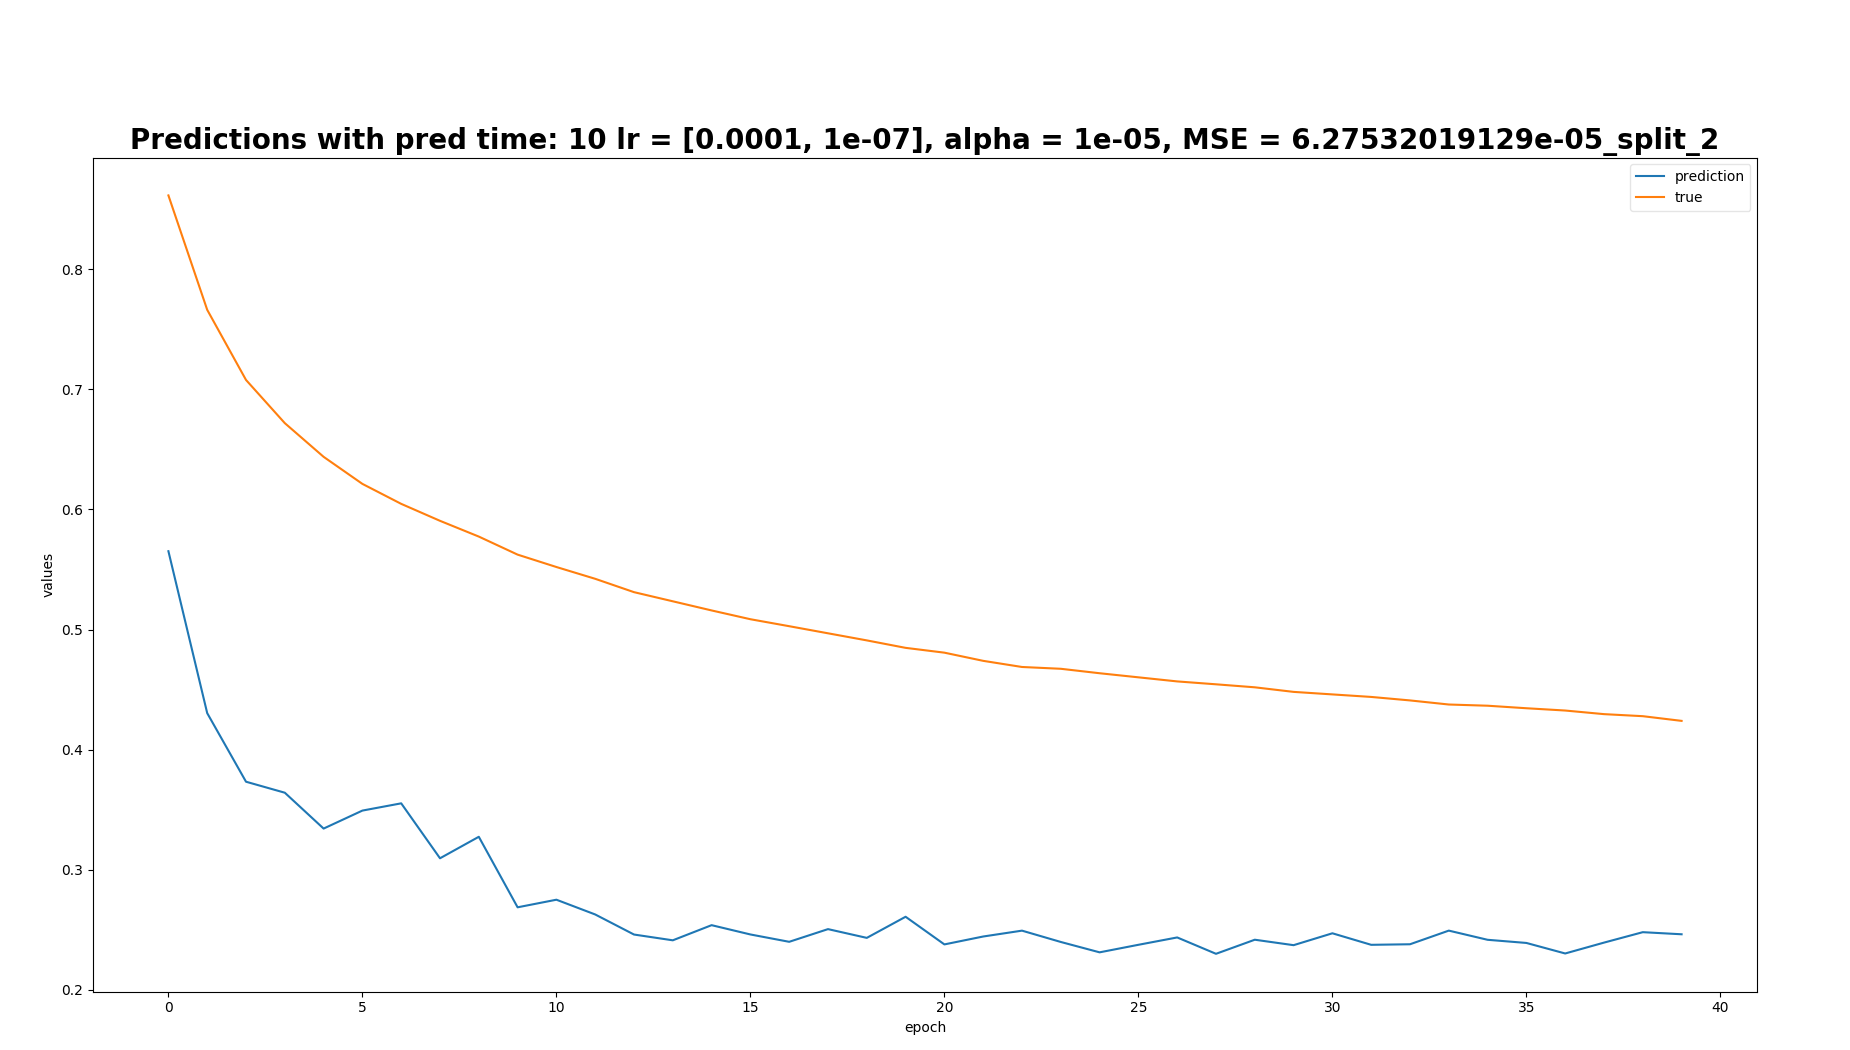 Predictions with pred time: 10 lr = [0.0001, 1e-07], alpha = 1e-05, MSE = 6.27532019129e-05_split_2
prediction
true
values
0.8
0.7
0.6
0.5
0.4
0.3
0.2
0 5 10 15 20 25 30 35 40
epoch